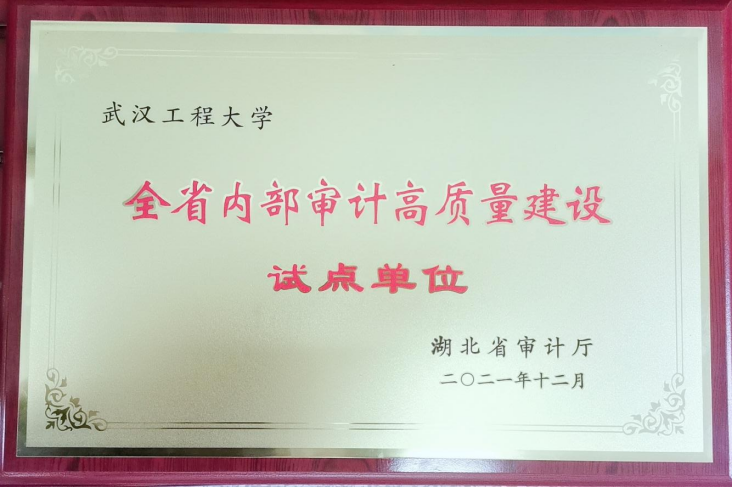 武汉工程大学
全省内部审计高质量建设
试点单位
湖北省审计厅
二〇二一年十二月